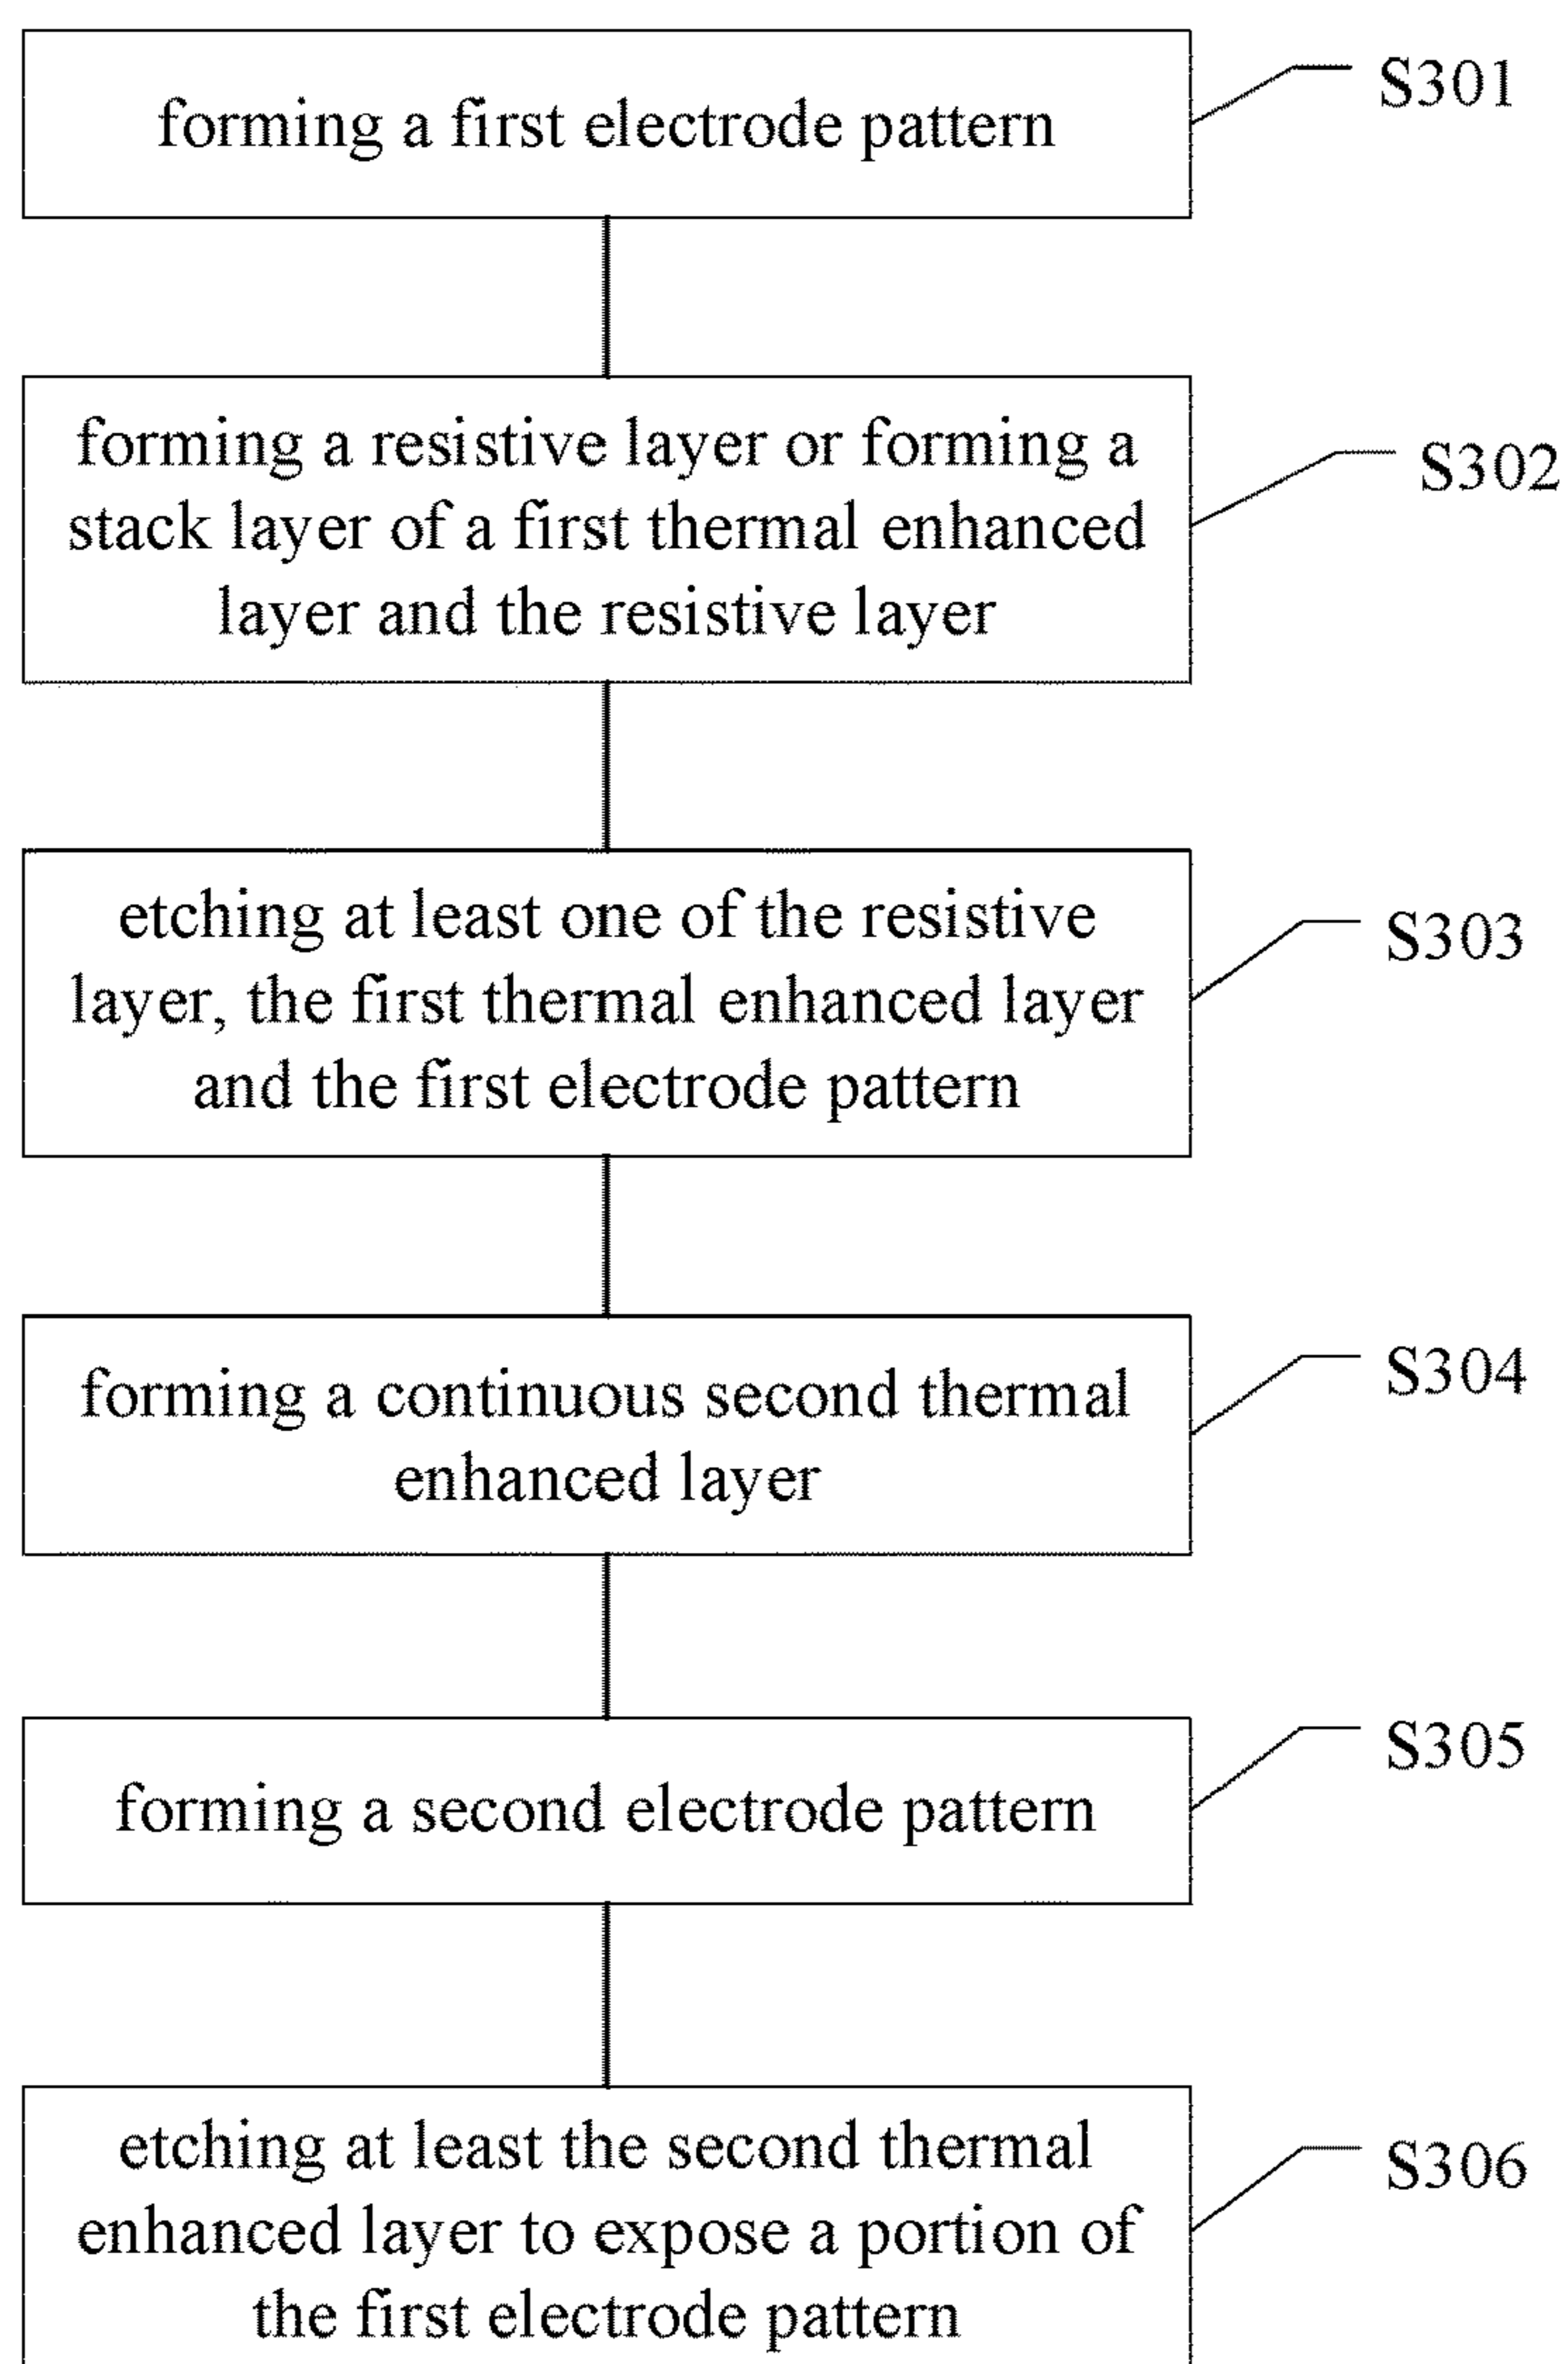 forming a first electrode pattern
S301
forming a resistive layer or forming a
stack layer of a first thermal enhanced
layer and the resistive layer
S302
etching at least one of the resistive
layer, the first thermal enhanced layer
and the first electrode pattern
S303
forming a continuous second thermal
enhanced layer
S304
forming a second electrode pattern
S305
etching at least the second thermal
enhanced layer to expose a portion of
the first electrode pattern
S306